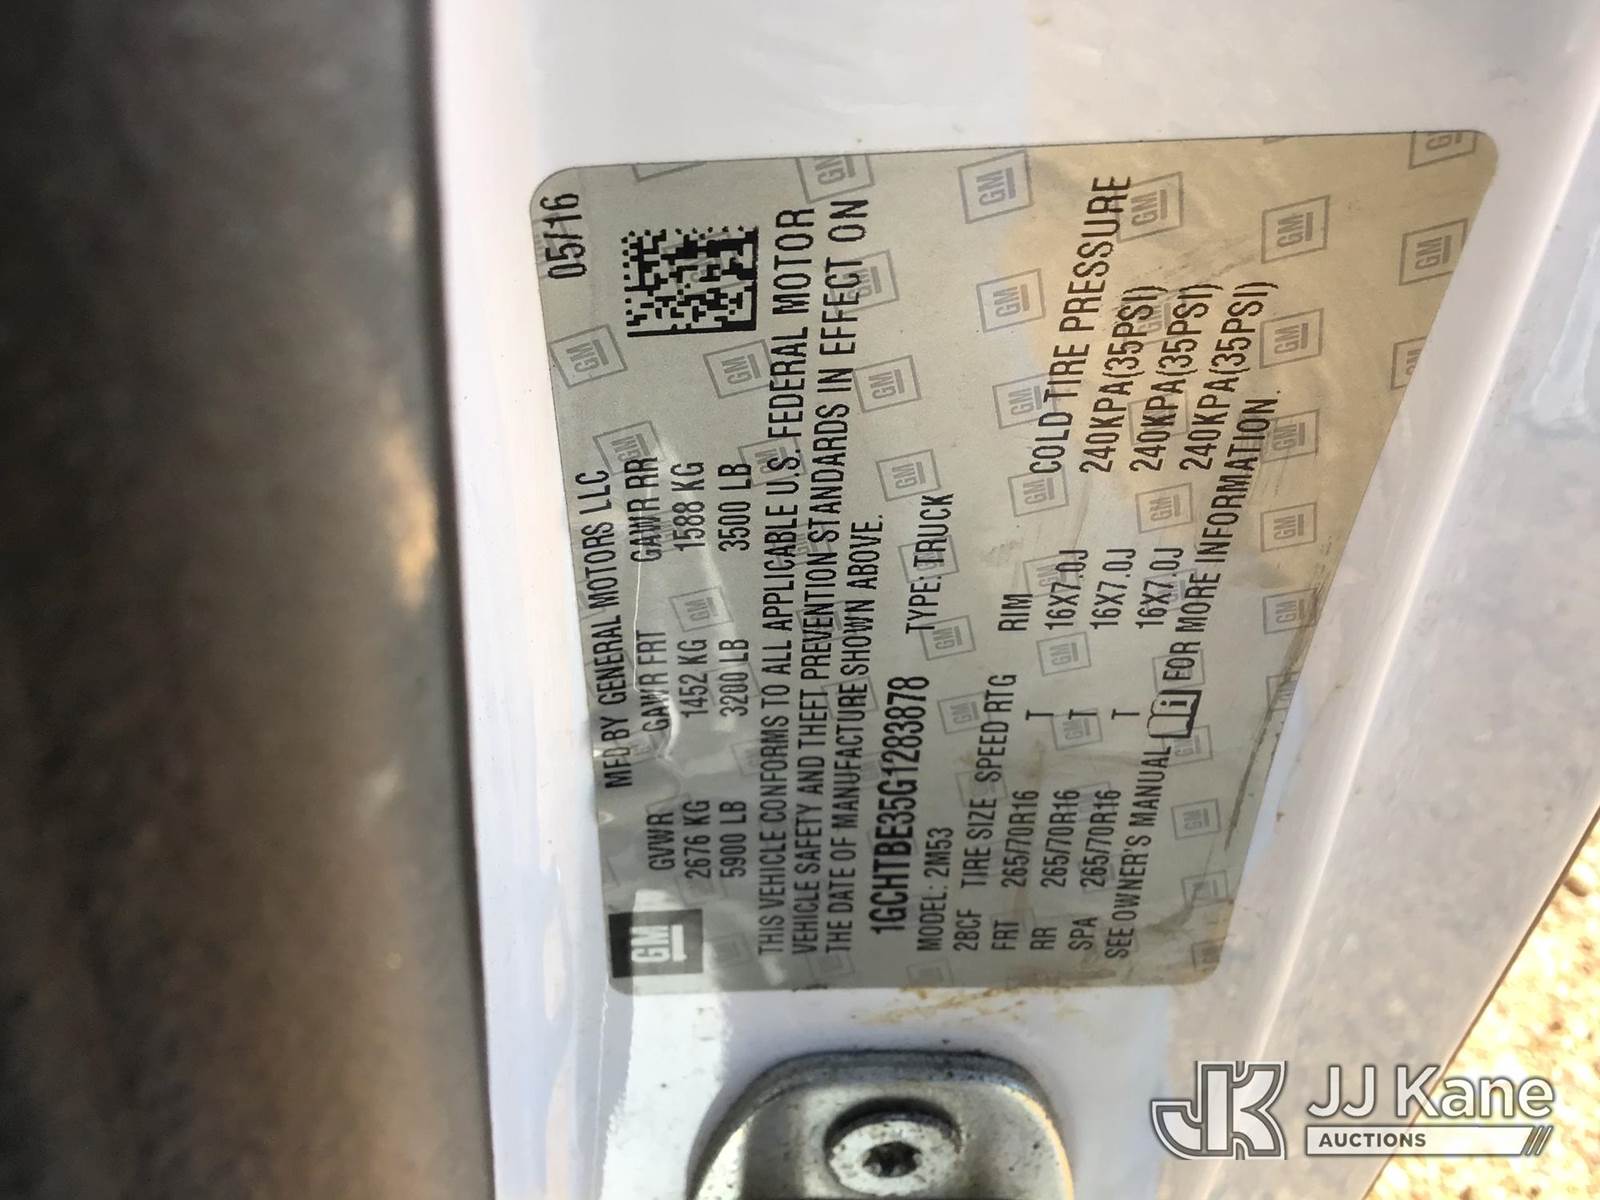 MFD BY GENERAL MOTORS LLC 05/16
GM
GVWR GAWR FRT GAWR RR
2676 KG 1452 KG 1588 KG
5900 LB 3200 LB 3500 LB
THIS VEHICLE CONFORMS TO ALL APPLICABLE U.S. FEDERAL MOTOR
VEHICLE SAFETY AND THEFT PREVENTION STANDARDS IN EFFECT ON
THE DATE OF MANUFACTURE SHOWN ABOVE.
1GCHTBE35G1283878 TYPE: TRUCK
MODEL: 2M53
2BCF TIRE SIZE SPEED RTG RIM COLD TIRE PRESSURE
FRT 265/70R16 T 16X7.0J 240KPA(35PSI)
RR 265/70R16 T 16X7.0J 240KPA(35PSI)
SPA 265/70R16 T 16X7.0J 240KPA(35PSI)
SEE OWNER'S MANUAL i FOR MORE INFORMATION.
JK JJ Kane
AUCTIONS